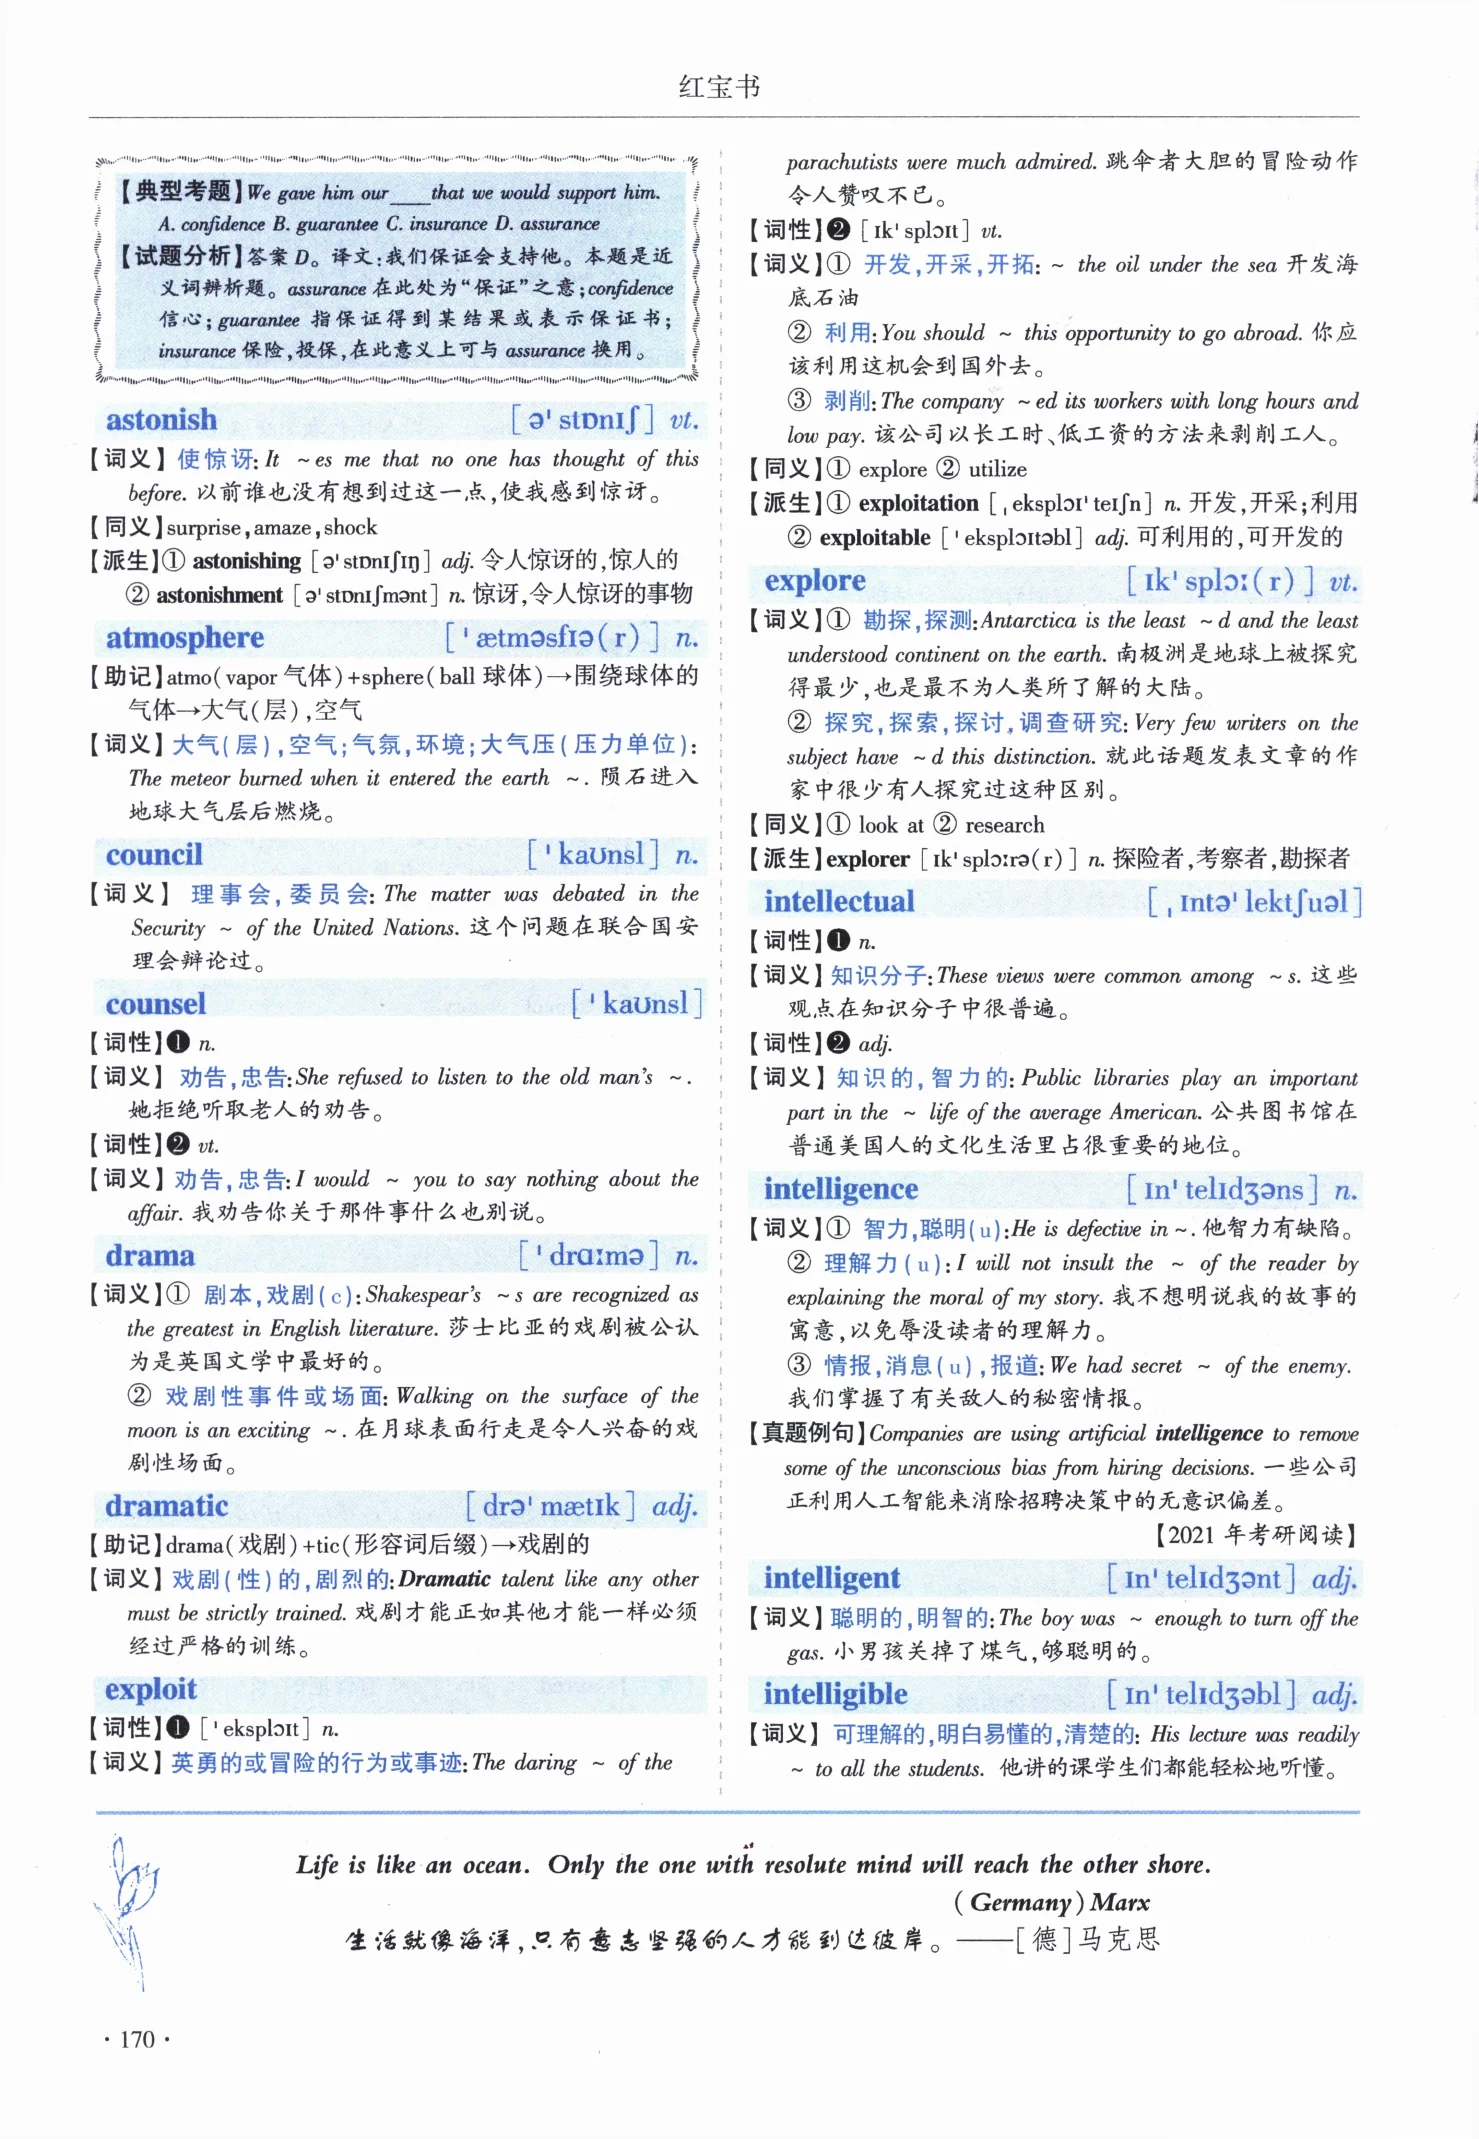 红宝书
【典型考题】We gave him our____that we would support him.
A. confidence B. guarantee C. insurance D. assurance
【试题分析】答案 D。译文:我们保证会支持他。本题是近
义词辨析题。assurance 在此处为“保证”之意;confidence
信心;guarantee 指保证得到某结果或表示保证书;
insurance 保险,投保,在此意义上可与 assurance 换用。
astonish [əˈstɒnɪʃ] vt.
【词义】使惊讶:It ~es me that no one has thought of this
before. 以前谁也没有想到过这一点,使我感到惊讶。
【同义】surprise,amaze,shock
【派生】① astonishing [əˈstɒnɪʃɪŋ] adj. 令人惊讶的,惊人的
② astonishment [əˈstɒnɪʃmənt] n. 惊讶,令人惊讶的事物
atmosphere [ˈætməsfɪə(r)] n.
【助记】atmo(vapor 气体)+sphere(ball 球体)→围绕球体的
气体→大气(层),空气
【词义】大气(层),空气;气氛,环境;大气压(压力单位):
The meteor burned when it entered the earth ~. 陨石进入
地球大气层后燃烧。
council [ˈkaʊnsl] n.
【词义】理事会,委员会: The matter was debated in the
Security ~ of the United Nations. 这个问题在联合国安
理会辩论过。
counsel [ˈkaʊnsl]
【词性】❶ n.
【词义】劝告,忠告:She refused to listen to the old man's ~.
她拒绝听取老人的劝告。
【词性】❷ vt.
【词义】劝告,忠告:I would ~ you to say nothing about the
affair. 我劝告你关于那件事什么也别说。
drama [ˈdrɑːmə] n.
【词义】① 剧本,戏剧(c):Shakespear's ~s are recognized as
the greatest in English literature. 莎士比亚的戏剧被公认
为是英国文学中最好的。
② 戏剧性事件或场面: Walking on the surface of the
moon is an exciting ~. 在月球表面行走是令人兴奋的戏
剧性场面。
dramatic [drəˈmætɪk] adj.
【助记】drama(戏剧)+tic(形容词后缀)→戏剧的
【词义】戏剧(性)的,剧烈的:Dramatic talent like any other
must be strictly trained. 戏剧才能正如其他才能一样必须
经过严格的训练。
exploit
【词性】❶ [ˈeksplɔɪt] n.
【词义】英勇的或冒险的行为或事迹:The daring ~ of the
parachutists were much admired. 跳伞者大胆的冒险动作
令人赞叹不已。
【词性】❷ [ɪkˈsplɔɪt] vt.
【词义】① 开发,开采,开拓: ~ the oil under the sea 开发海
底石油
② 利用:You should ~ this opportunity to go abroad. 你应
该利用这机会到国外去。
③ 剥削:The company ~ed its workers with long hours and
low pay. 该公司以长工时、低工资的方法来剥削工人。
【同义】① explore ② utilize
【派生】① exploitation [ˌeksplɔɪˈteɪʃn] n. 开发,开采;利用
② exploitable [ˈeksplɔɪtəbl] adj. 可利用的,可开发的
explore [ɪkˈsplɔː(r)] vt.
【词义】① 勘探,探测:Antarctica is the least ~d and the least
understood continent on the earth. 南极洲是地球上被探究
得最少,也是最不为人类所了解的大陆。
② 探究,探索,探讨,调查研究: Very few writers on the
subject have ~d this distinction. 就此话题发表文章的作
家中很少有人探究过这种区别。
【同义】① look at ② research
【派生】explorer [ɪkˈsplɔːrə(r)] n. 探险者,考察者,勘探者
intellectual [ˌɪntəˈlektʃuəl]
【词性】❶ n.
【词义】知识分子:These views were common among ~s. 这些
观点在知识分子中很普遍。
【词性】❷ adj.
【词义】知识的,智力的: Public libraries play an important
part in the ~ life of the average American. 公共图书馆在
普通美国人的文化生活里占很重要的地位。
intelligence [ɪnˈtelɪdʒəns] n.
【词义】① 智力,聪明(u):He is defective in ~. 他智力有缺陷。
② 理解力(u):I will not insult the ~ of the reader by
explaining the moral of my story. 我不想明说我的故事的
寓意,以免辱没读者的理解力。
③ 情报,消息(u),报道:We had secret ~ of the enemy.
我们掌握了有关敌人的秘密情报。
【真题例句】Companies are using artificial intelligence to remove
some of the unconscious bias from hiring decisions. 一些公司
正利用人工智能来消除招聘决策中的无意识偏差。
【2021 年考研阅读】
intelligent [ɪnˈtelɪdʒənt] adj.
【词义】聪明的,明智的:The boy was ~ enough to turn off the
gas. 小男孩关掉了煤气,够聪明的。
intelligible [ɪnˈtelɪdʒəbl] adj.
【词义】可理解的,明白易懂的,清楚的: His lecture was readily
~ to all the students. 他讲的课学生们都能轻松地听懂。
Life is like an ocean. Only the one with resolute mind will reach the other shore.
(Germany)Marx
生活就像海洋,只有意志坚强的人才能到达彼岸。——[德]马克思
·170·